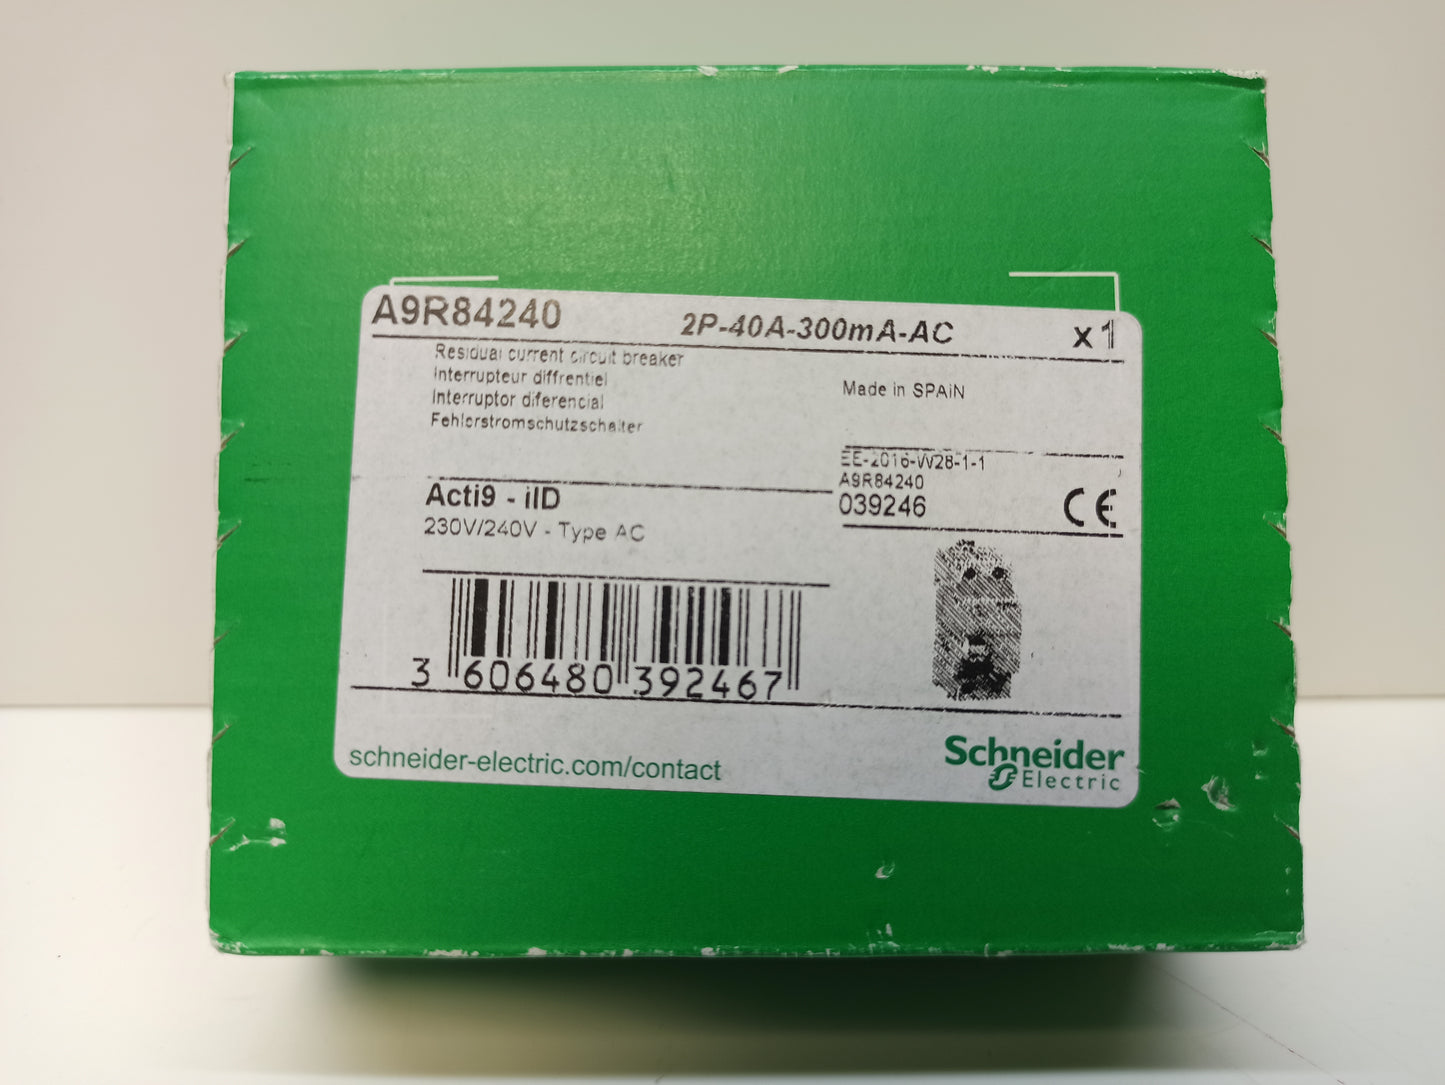 A9R84240 2P-40A-300mA-AC x1
Residual current circuit breaker
Interrupteur diffrentiel
Interruptor diferencial
Fehlerstromschutzschalter
Made in SPAIN
EE-2016-W28-1-1
A9R84240
039246
CE
Acti9 - iID
230V/240V - Type AC
3 606480 392467
schneider-electric.com/contact
Schneider
Electric